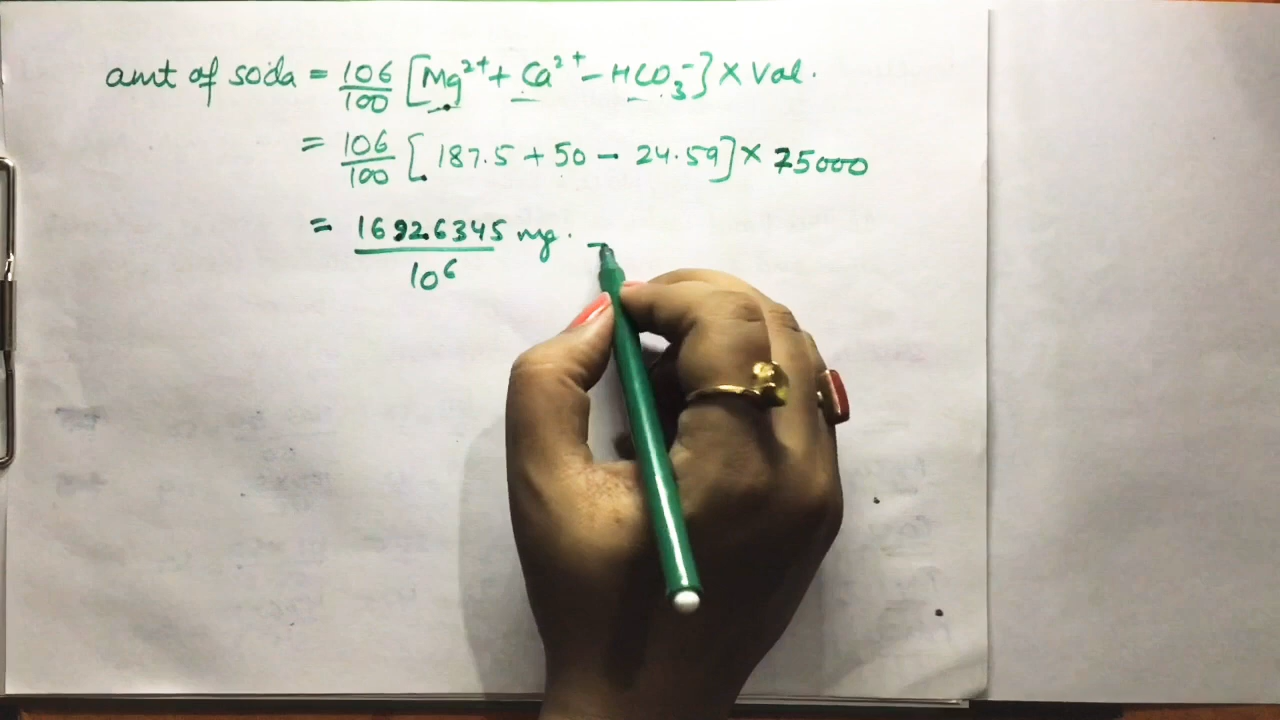 amt of soda = 106/100 [Mg²⁺ + Ca²⁺ - HCO₃⁻] × Vol.
= 106/100 [187.5 + 50 - 24.59] × 75000
= 16926345/10⁶ mg.